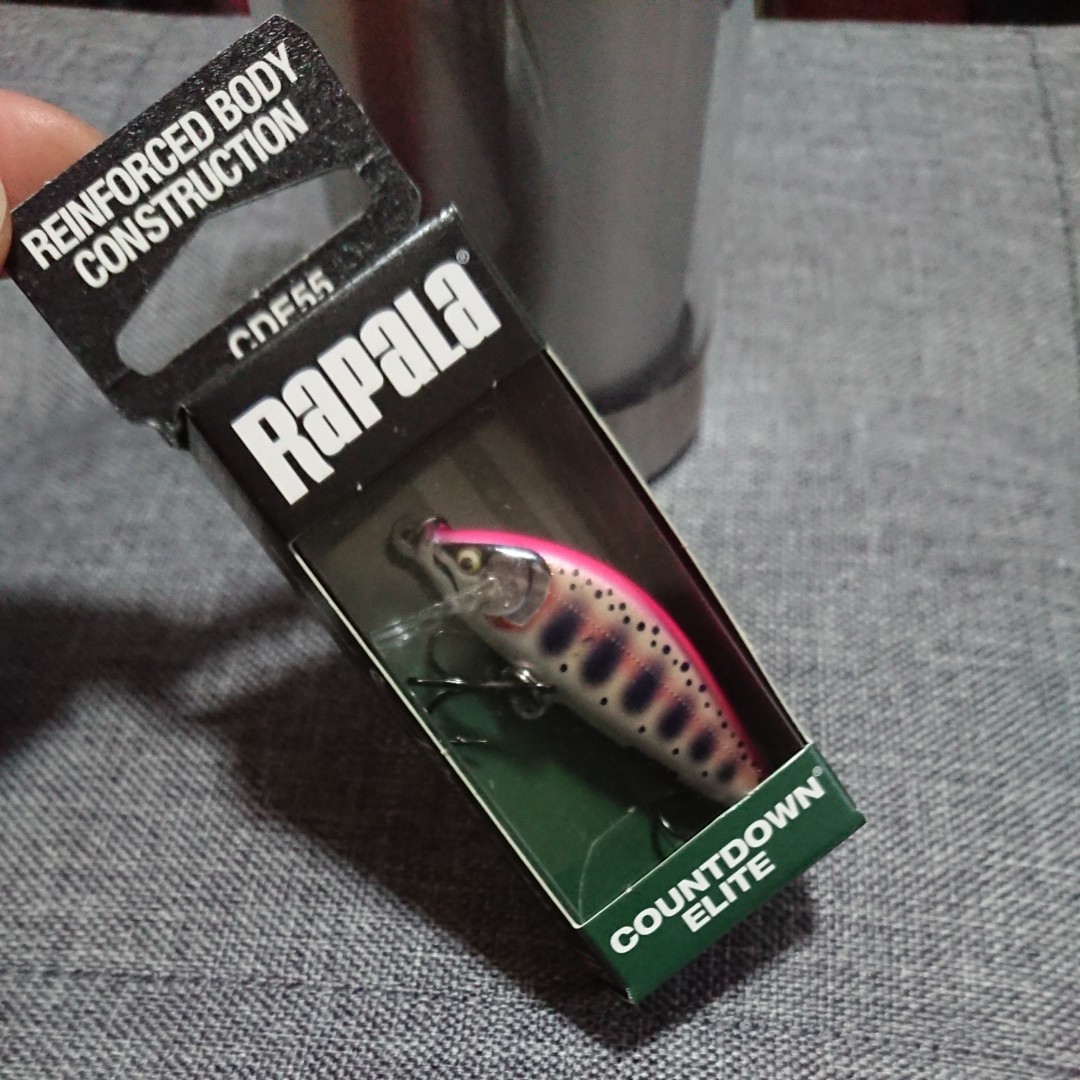 REINFORCED BODY
CONSTRUCTION
CDE55
RAPALA®
COUNTDOWN®
ELITE